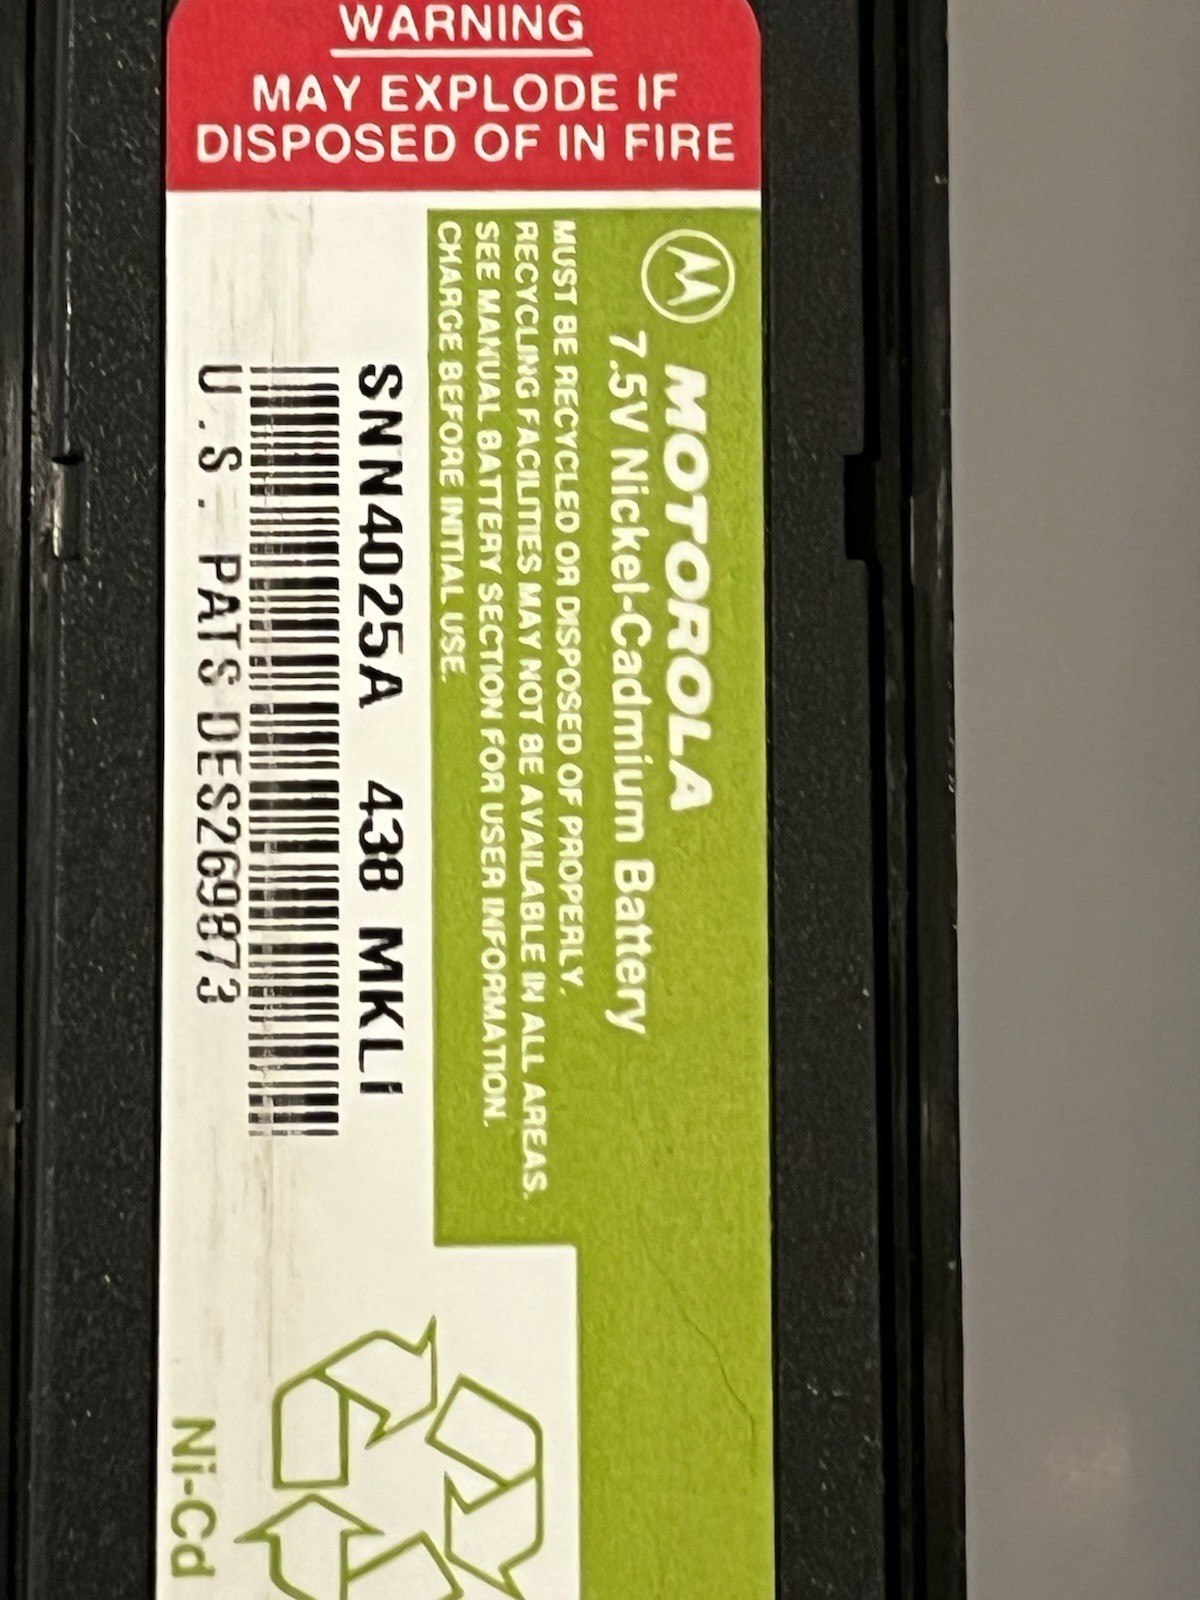 WARNING
MAY EXPLODE IF
DISPOSED OF IN FIRE
MOTOROLA
7.5V Nickel-Cadmium Battery
MUST BE RECYCLED OR DISPOSED OF PROPERLY.
RECYCLING FACILITIES MAY NOT BE AVAILABLE IN ALL AREAS.
SEE MANUAL BATTERY SECTION FOR USER INFORMATION.
CHARGE BEFORE INITIAL USE.
SNN4025A 438 MKLI
U.S. PATS DES269873
Ni-Cd